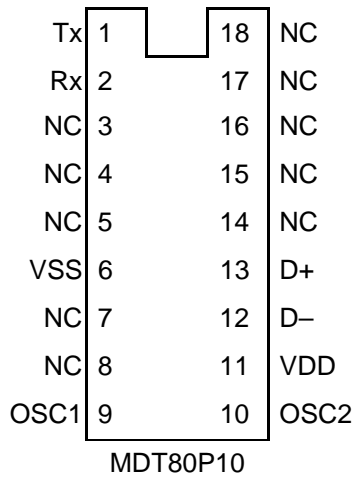 Tx 1 18 NC
Rx 2 17 NC
NC 3 16 NC
NC 4 15 NC
NC 5 14 NC
VSS 6 13 D+
NC 7 12 D–
NC 8 11 VDD
OSC1 9 10 OSC2
MDT80P10